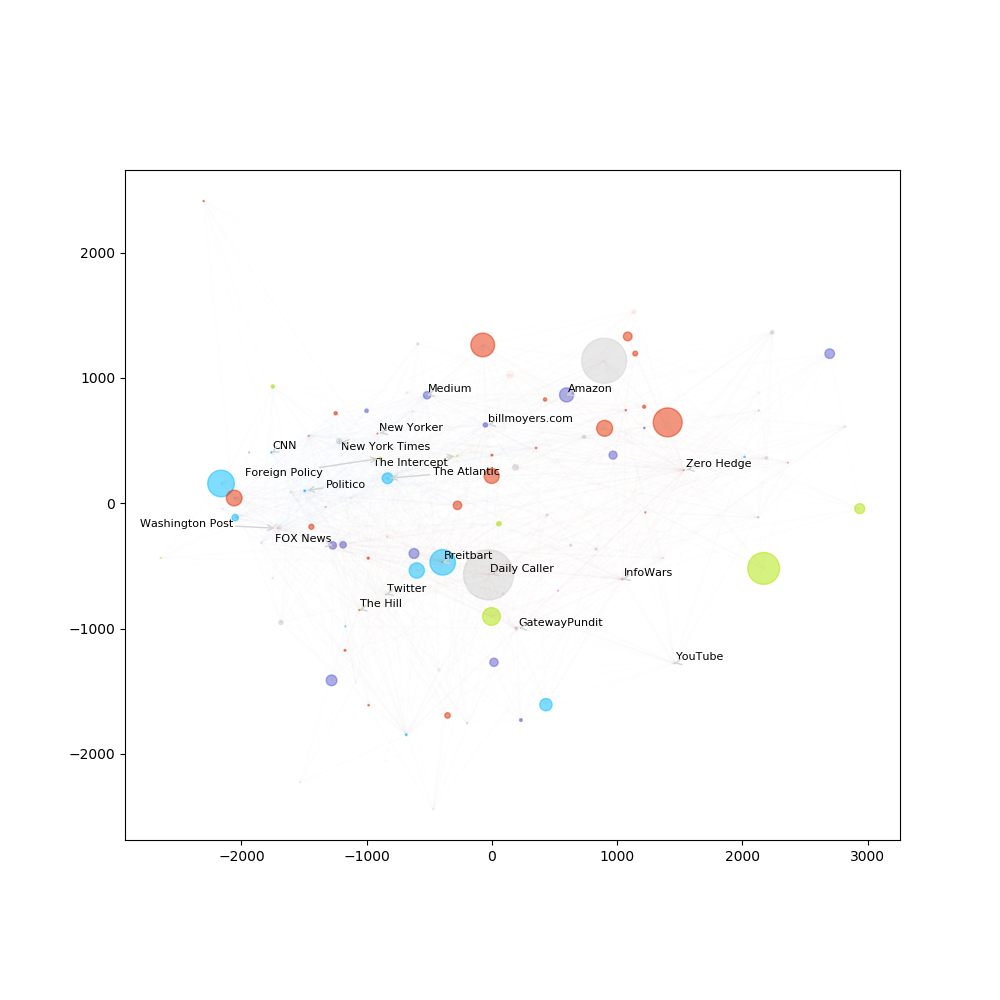 2000
1000
0
−1000
−2000
Medium
Amazon
billmoyers.com
New Yorker
CNN
New York Times
Foreign Policy
The Intercept
The Atlantic
Zero Hedge
Politico
Washington Post
FOX News
Breitbart
Daily Caller
InfoWars
Twitter
The Hill
GatewayPundit
YouTube
−2000
−1000
0
1000
2000
3000